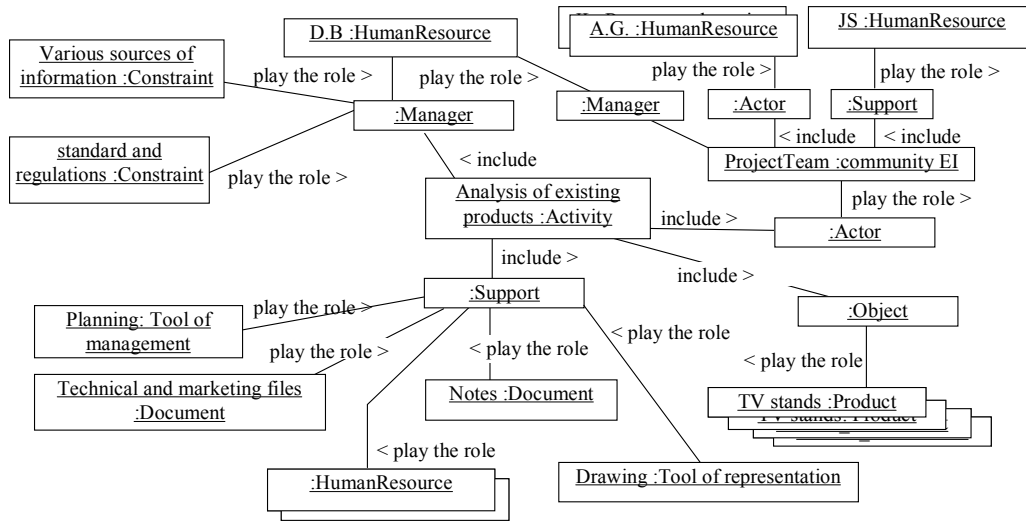 D.B :HumanResource
A.G. :HumanResource
JS :HumanResource
Various sources of
information :Constraint
play the role >
play the role >
play the role >
play the role >
:Manager
:Manager
:Actor
:Support
< include
< include
standard and
regulations :Constraint
play the role >
< include
ProjectTeam :community EI
play the role >
Analysis of existing
products :Activity
include >
:Actor
include >
include >
:Support
:Object
Planning: Tool of
management
play the role >
< play the role
play the role >
< play the role
< play the role
Technical and marketing files
:Document
Notes :Document
TV stands :Product
TV stands: Product
< play the role
:HumanResource
Drawing :Tool of representation